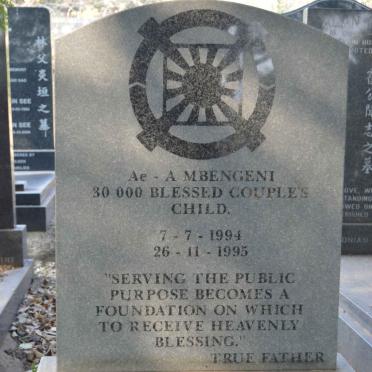 Ae - A MBENGENI
30 000 BLESSED COUPLE'S
CHILD.
7 - 7 - 1994
26 - 11 - 1995
"SERVING THE PUBLIC
PURPOSE BECOMES A
FOUNDATION ON WHICH
TO RECEIVE HEAVENLY
BLESSING."
TRUE FATHER